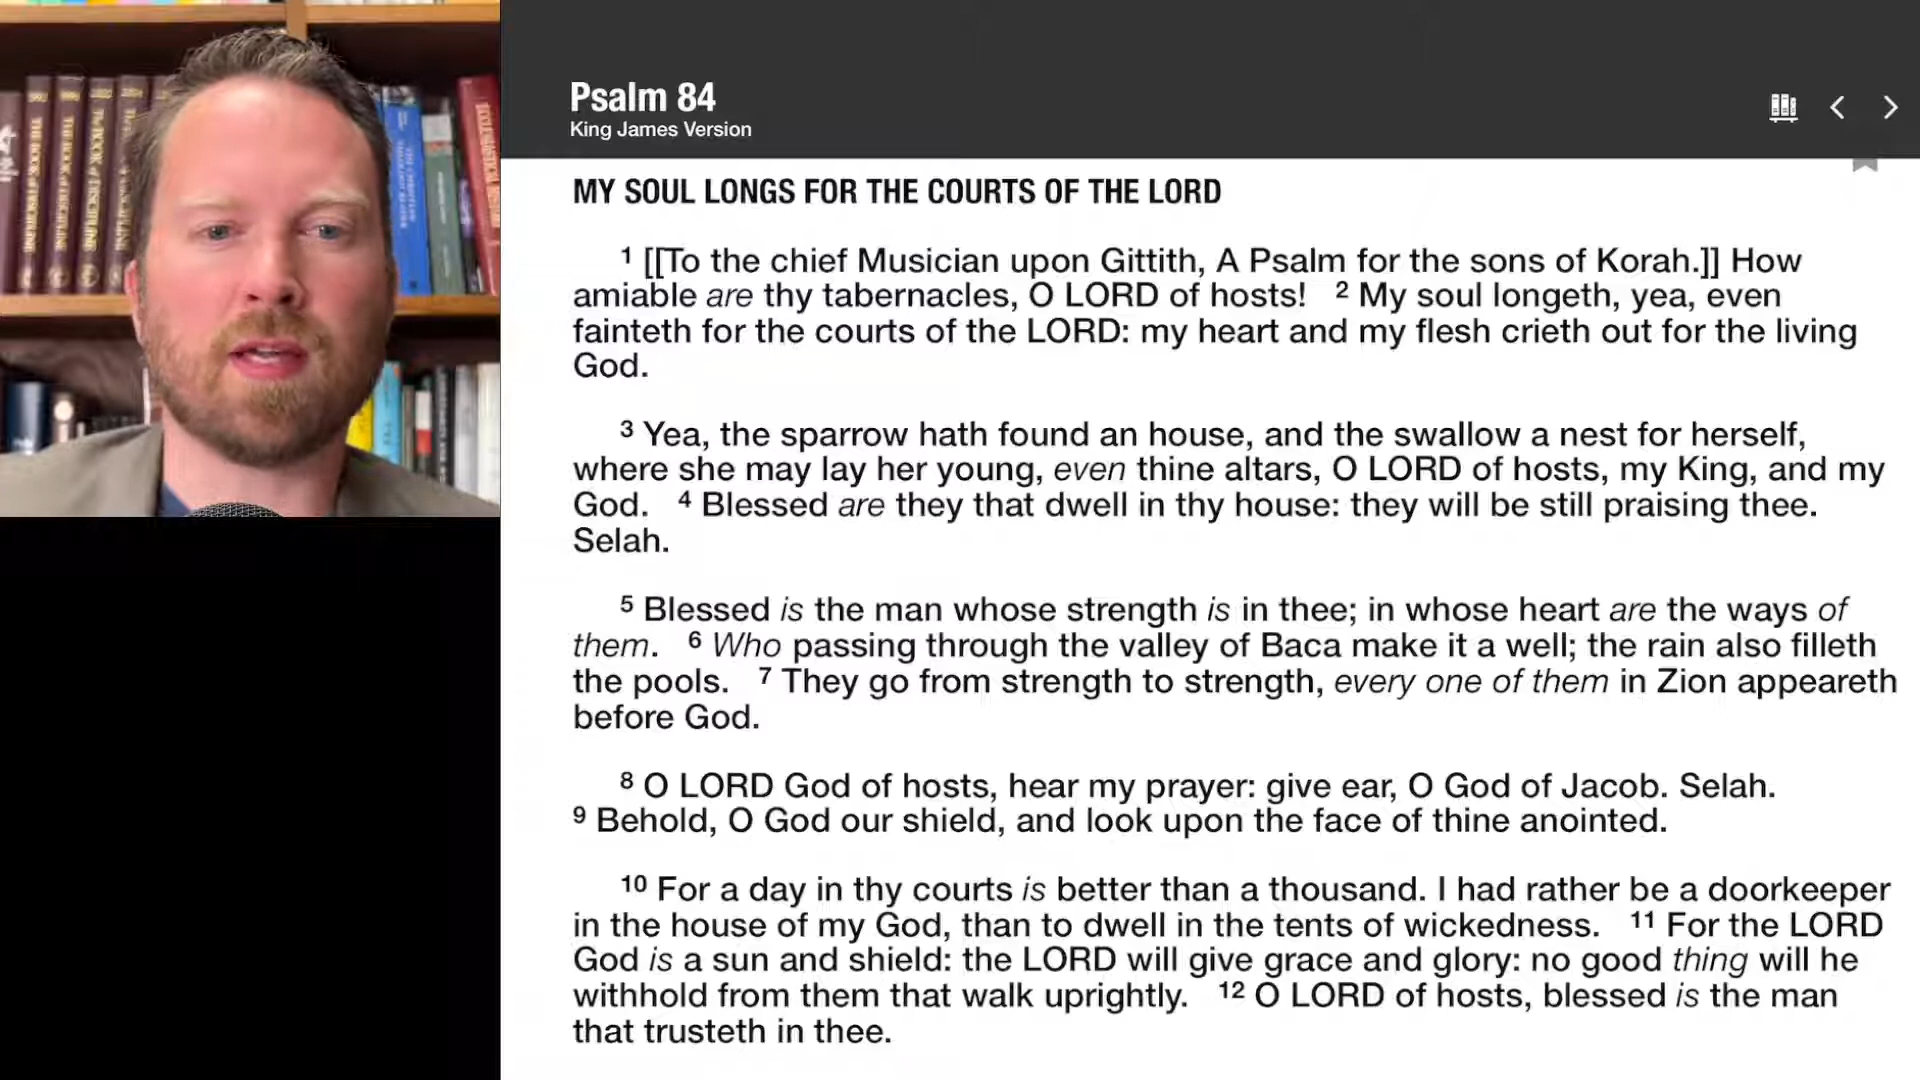 THE BOOK of DISCIPLINE
THE BOOK of DISCIPLINE
THE BOOK of DISCIPLINE
Psalm 84
King James Version
MY SOUL LONGS FOR THE COURTS OF THE LORD
1 [[To the chief Musician upon Gittith, A Psalm for the sons of Korah.]] How
amiable are thy tabernacles, O LORD of hosts! 2 My soul longeth, yea, even
fainteth for the courts of the LORD: my heart and my flesh crieth out for the living
God.
3 Yea, the sparrow hath found an house, and the swallow a nest for herself,
where she may lay her young, even thine altars, O LORD of hosts, my King, and my
God. 4 Blessed are they that dwell in thy house: they will be still praising thee.
Selah.
5 Blessed is the man whose strength is in thee; in whose heart are the ways of
them. 6 Who passing through the valley of Baca make it a well; the rain also filleth
the pools. 7 They go from strength to strength, every one of them in Zion appeareth
before God.
8 O LORD God of hosts, hear my prayer: give ear, O God of Jacob. Selah.
9 Behold, O God our shield, and look upon the face of thine anointed.
10 For a day in thy courts is better than a thousand. I had rather be a doorkeeper
in the house of my God, than to dwell in the tents of wickedness. 11 For the LORD
God is a sun and shield: the LORD will give grace and glory: no good thing will he
withhold from them that walk uprightly. 12 O LORD of hosts, blessed is the man
that trusteth in thee.